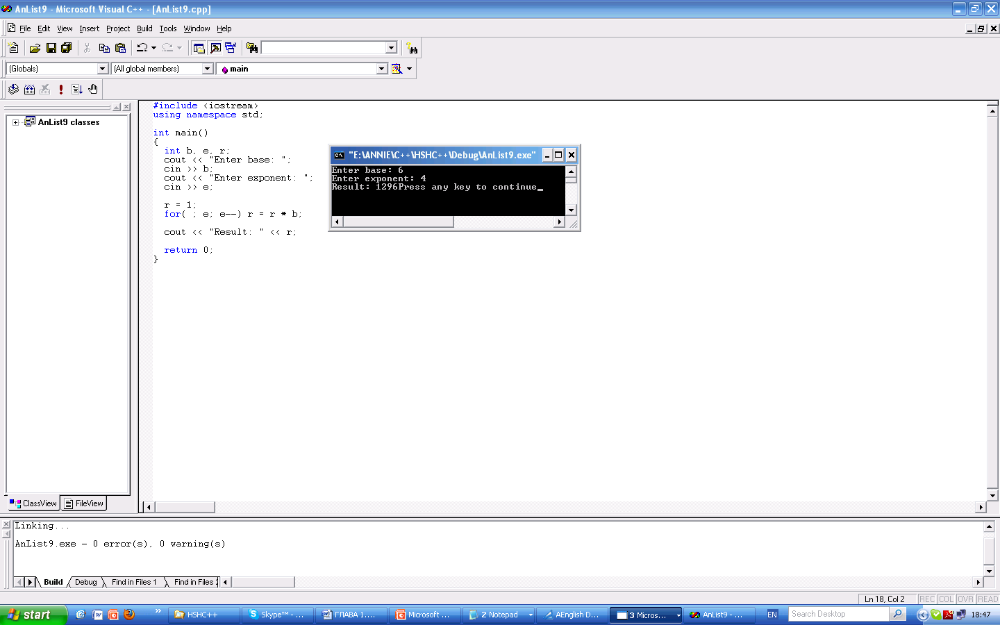 AnList9 - Microsoft Visual C++ - [AnList9.cpp]
File Edit View Insert Project Build Tools Window Help
(Globals) (All global members) main
AnList9 classes
#include <iostream>
using namespace std;
int main()
{
int b, e, r;
cout << "Enter base: ";
cin >> b;
cout << "Enter exponent: ";
cin >> e;
r = 1;
for( ; e; e--) r = r * b;
cout << "Result: " << r;
return 0;
}
"E:\ANNIE\C++\HSHC++\Debug\AnList9.exe"
Enter base: 6
Enter exponent: 4
Result: 1296Press any key to continue_
ClassView FileView
Linking...
AnList9.exe - 0 error(s), 0 warning(s)
Build Debug Find in Files 1 Find in Files 2
Ln 18, Col 2 REC COL OVR READ
start HSHC++ Skype™ - ... ГЛАВА 1.... Microsoft ... 2 Notepad AEnglish D... 3 Micros... AnList9 - ... EN Search Desktop 18:47